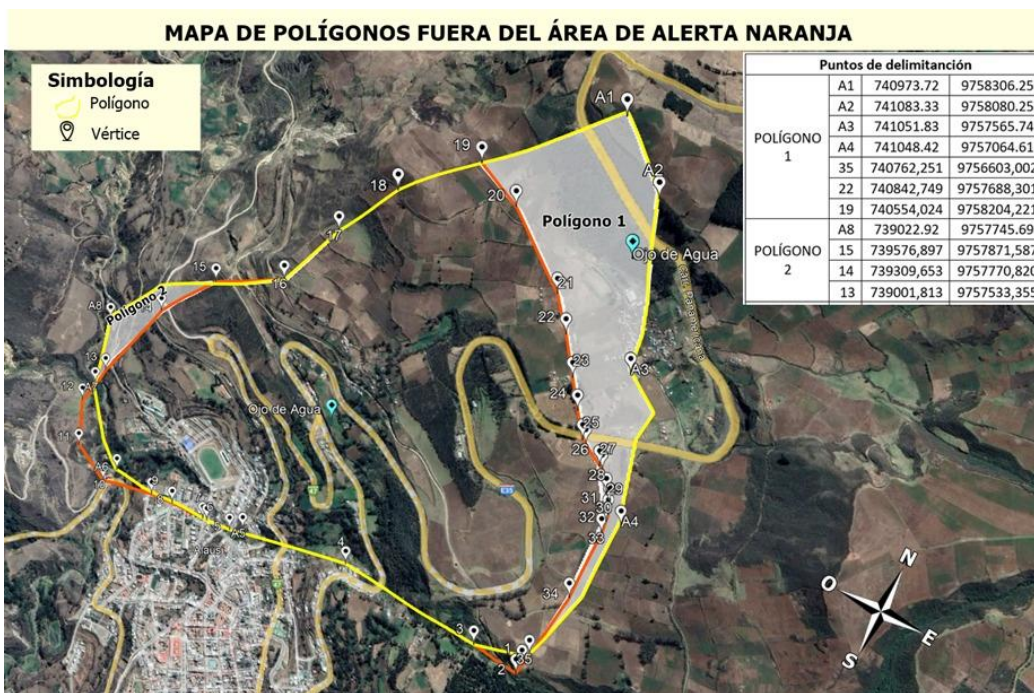 MAPA DE POLÍGONOS FUERA DEL ÁREA DE ALERTA NARANJA
Simbología
Polígono
Vértice
Puntos de delimitanción
POLÍGONO 1
A1 740973.72 9758306.25
A2 741083.33 9758080.25
A3 741051.83 9757565.74
A4 741048.42 9757064.61
35 740762,251 9756603,002
22 740842,749 9757688,301
19 740554,024 9758204,221
POLÍGONO 2
A8 739022.92 9757745.69
15 739576,897 9757871,587
14 739309,653 9757770,820
13 739001,813 9757533,355
A1
19
18
A2
20
17
Polígono 1
Ojo de Agua
15
16
21
A8
Polígono 2
14
22
13
23
A3
12
A7
24
Ojo de Agua
25
11
26
27
A6
28
9
E35
29
31
30
A4
32
5
A5
33
Alausí
4
34
3
1
35
2
N
O
E
S